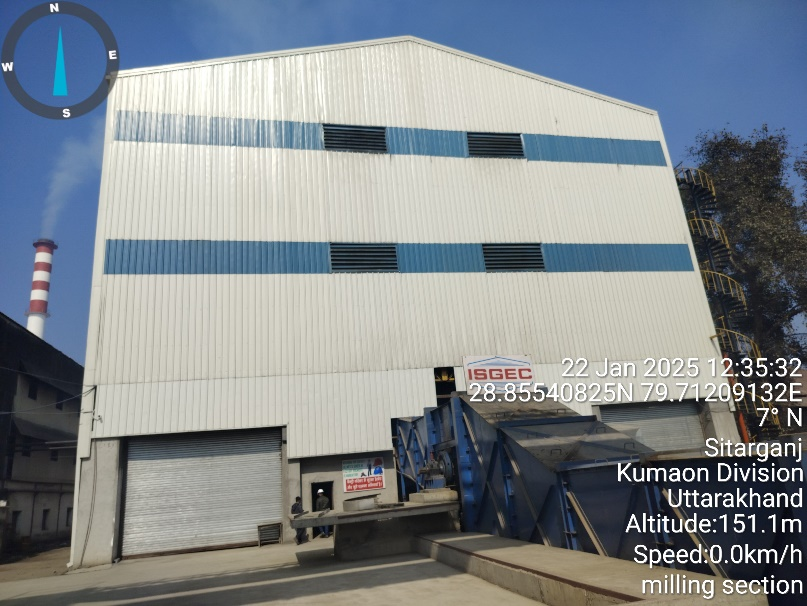 N
W
E
S
ISGEC
22 Jan 2025 12:35:32
28.85540825N 79.71209132E
7° N
Sitarganj
Kumaon Division
Uttarakhand
Altitude:151.1m
Speed:0.0km/h
milling section